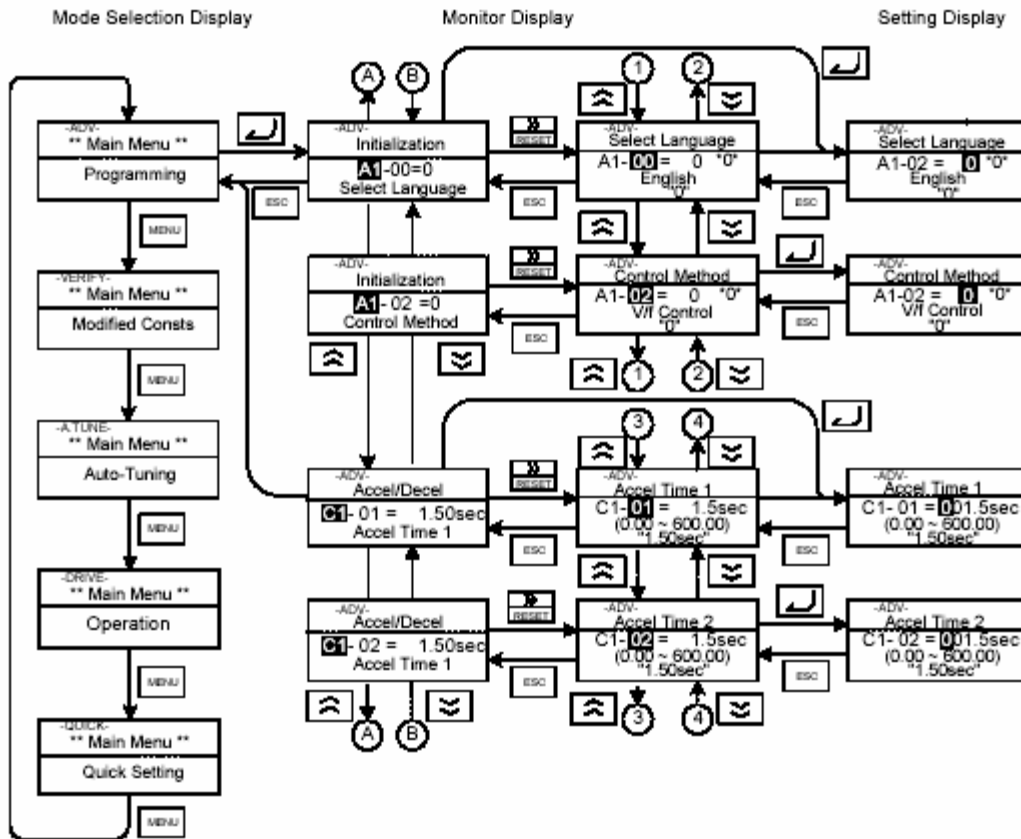 Mode Selection Display
Monitor Display
Setting Display
A
B
1
2
-ADV-
** Main Menu **
Programming
-ADV-
Initialization
A1-00=0
Select Language
RESET
-ADV-
Select Language
A1-00 = 0 *0*
English
"0"
-ADV-
Select Language
A1-02 = 0 *0*
English
"0"
ESC
ESC
ESC
MENU
-VERIFY-
** Main Menu **
Modified Consts
-ADV-
Initialization
A1- 02 =0
Control Method
RESET
-ADV-
Control Method
A1-02 = 0 *0*
V/f Control
"0"
-ADV-
Control Method
A1-02 = 0 *0*
V/f Control
"0"
ESC
ESC
MENU
1
2
-A.TUNE-
** Main Menu **
Auto-Tuning
3
4
-ADV-
Accel/Decel
C1- 01 = 1.50sec
Accel Time 1
RESET
-ADV-
Accel Time 1
C1-01 = 1.5sec
(0.00 ~ 600.00)
"1.50sec"
-ADV-
Accel Time 1
C1- 01 = 001.5sec
(0.00 ~ 600.00)
"1.50sec"
ESC
ESC
MENU
-DRIVE-
** Main Menu **
Operation
-ADV-
Accel/Decel
C1- 02 = 1.50sec
Accel Time 1
RESET
-ADV-
Accel Time 2
C1-02 = 1.5sec
(0.00 ~ 600.00)
"1.50sec"
-ADV-
Accel Time 2
C1- 02 = 001.5sec
(0.00 ~ 600.00)
"1.50sec"
ESC
ESC
MENU
A
B
3
4
-QUICK-
** Main Menu **
Quick Setting
MENU